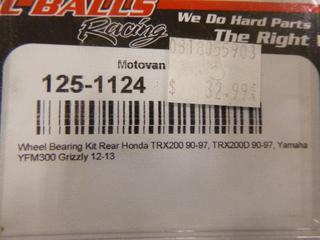 L BALLS
Racing
We Do Hard Parts
The Right
Motovan
0318055903
125-1124
$ 32.99
Wheel Bearing Kit Rear Honda TRX200 90-97, TRX200D 90-97, Yamaha
YFM300 Grizzly 12-13